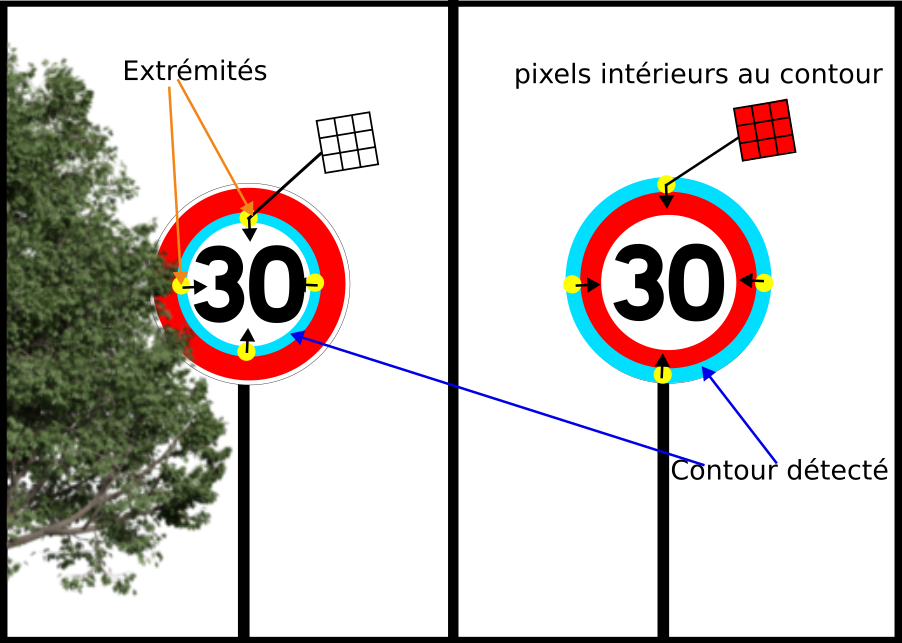 Extrémités
pixels intérieurs au contour
30
30
Contour détecté